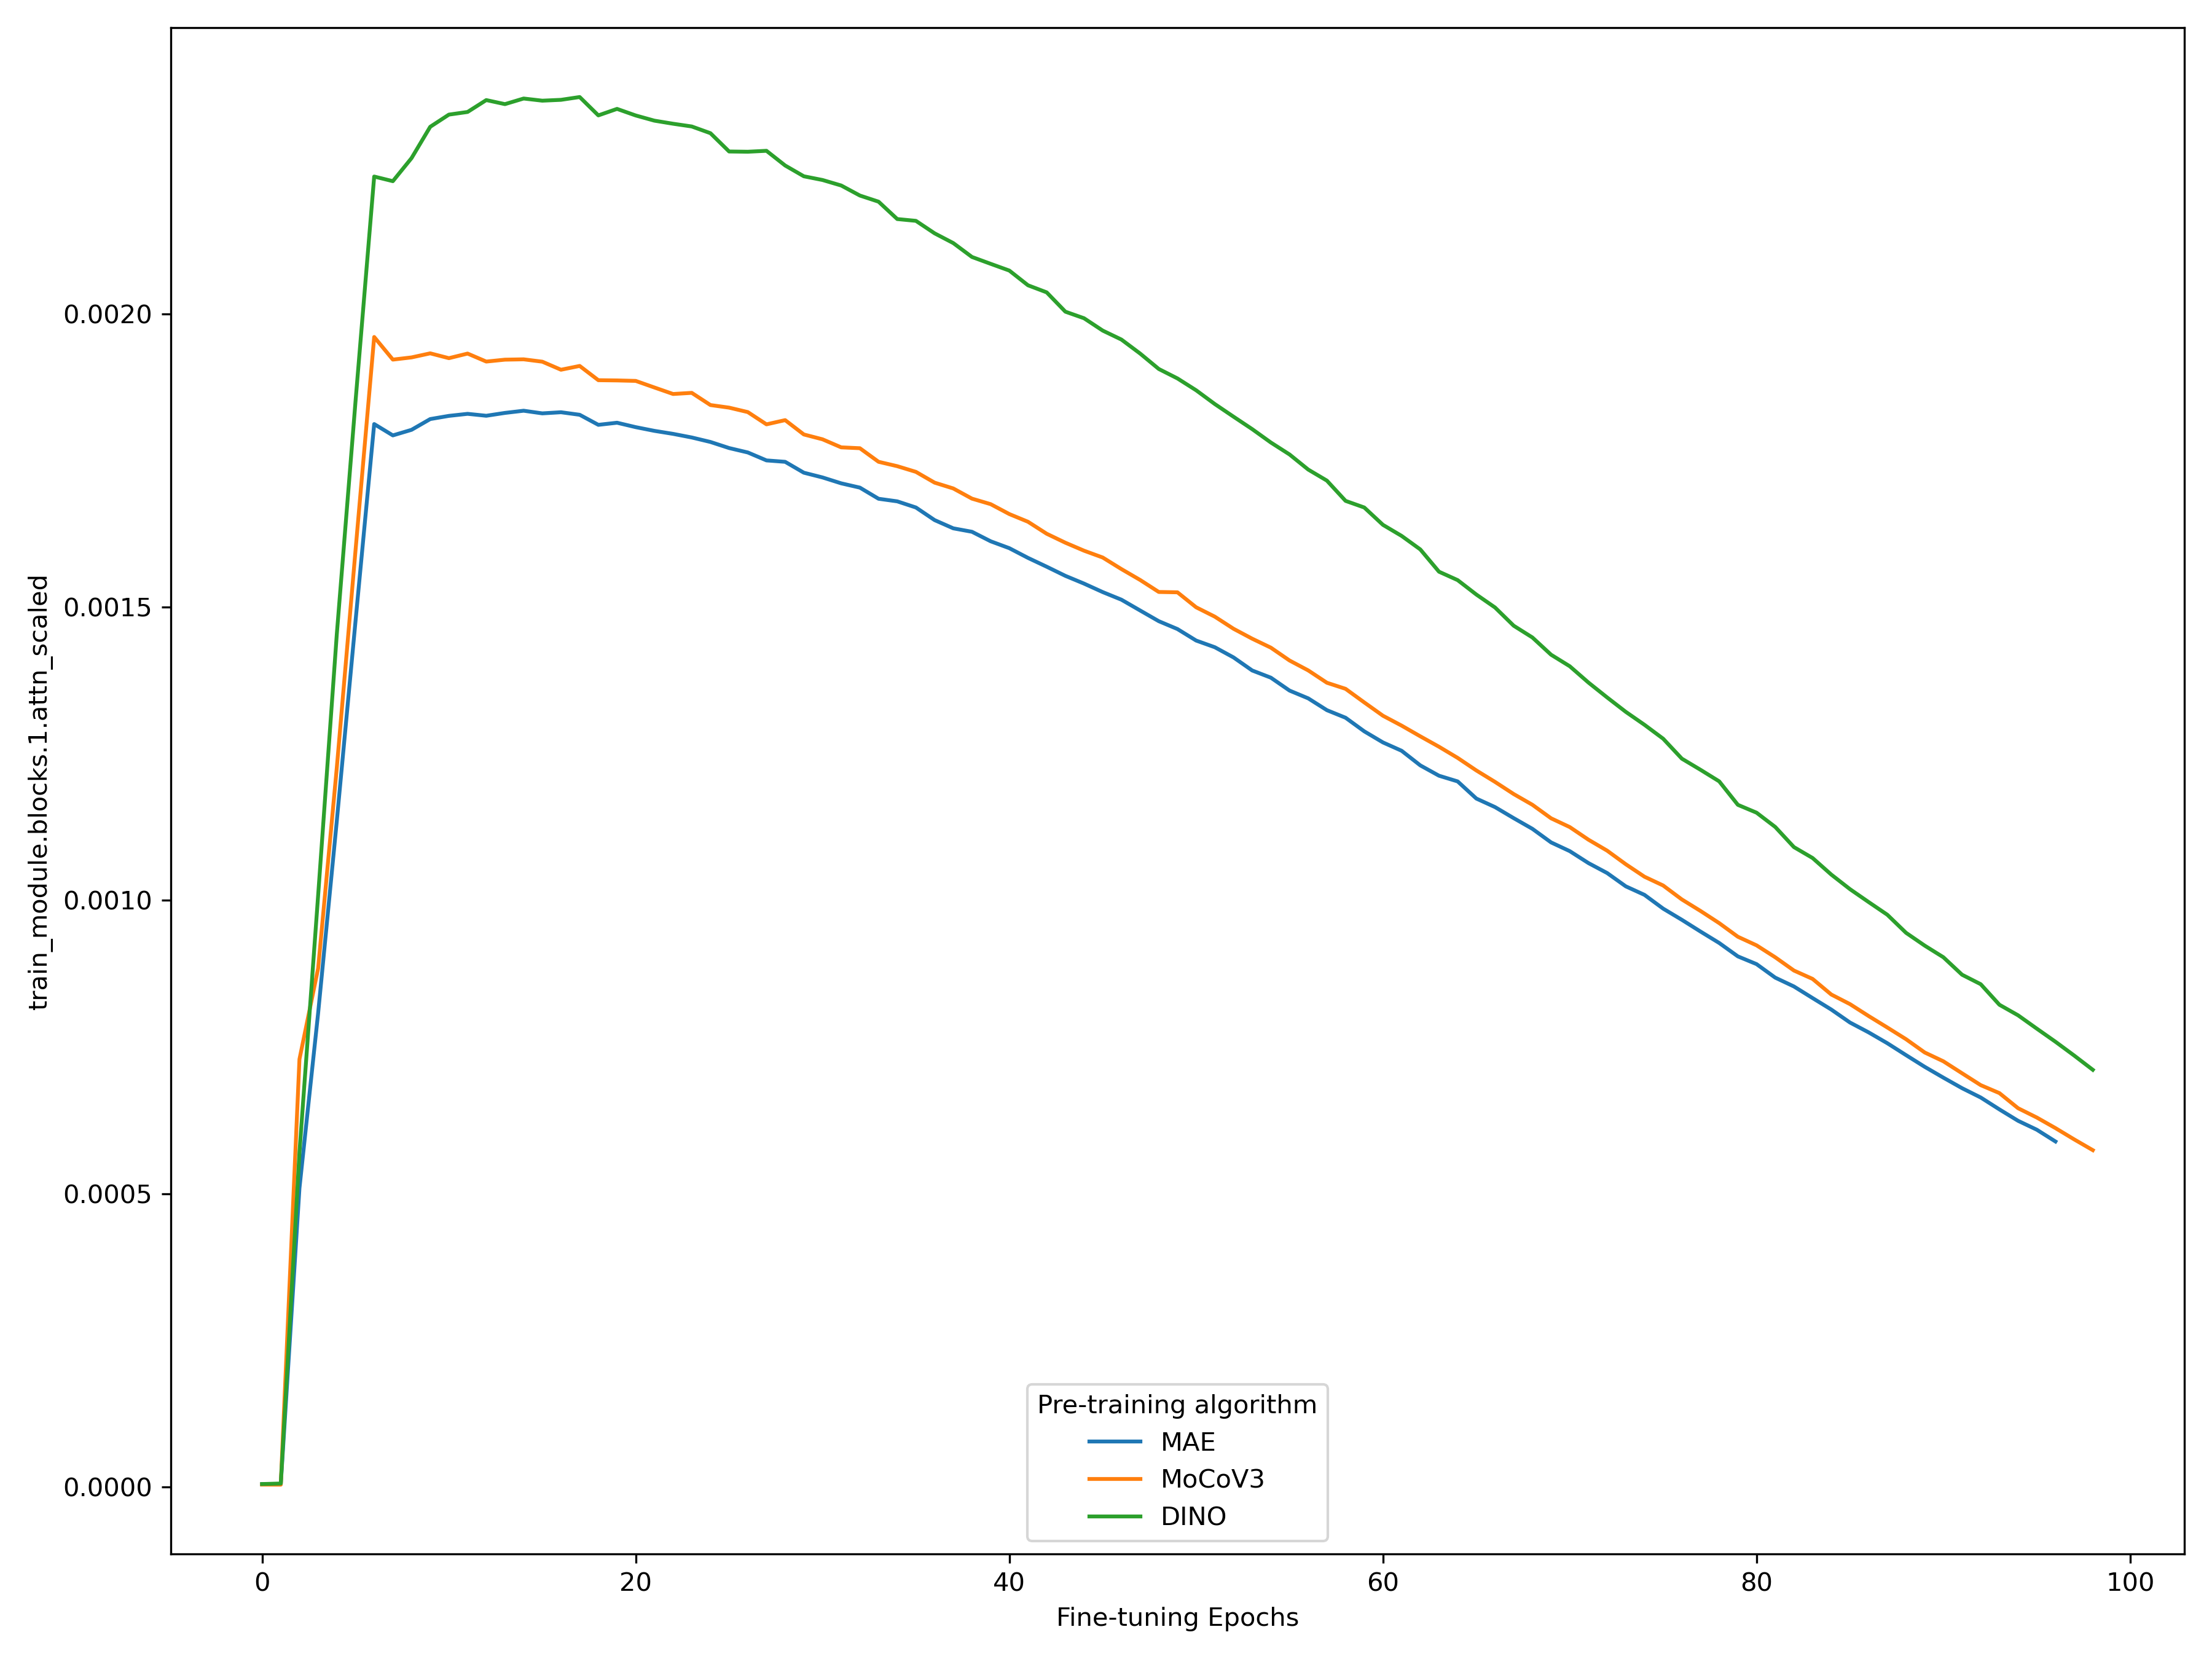 train_module.blocks.1.attn_scaled
0.0020
0.0015
0.0010
0.0005
0.0000
Pre-training algorithm
MAE
MoCoV3
DINO
0 20 40 60 80 100
Fine-tuning Epochs